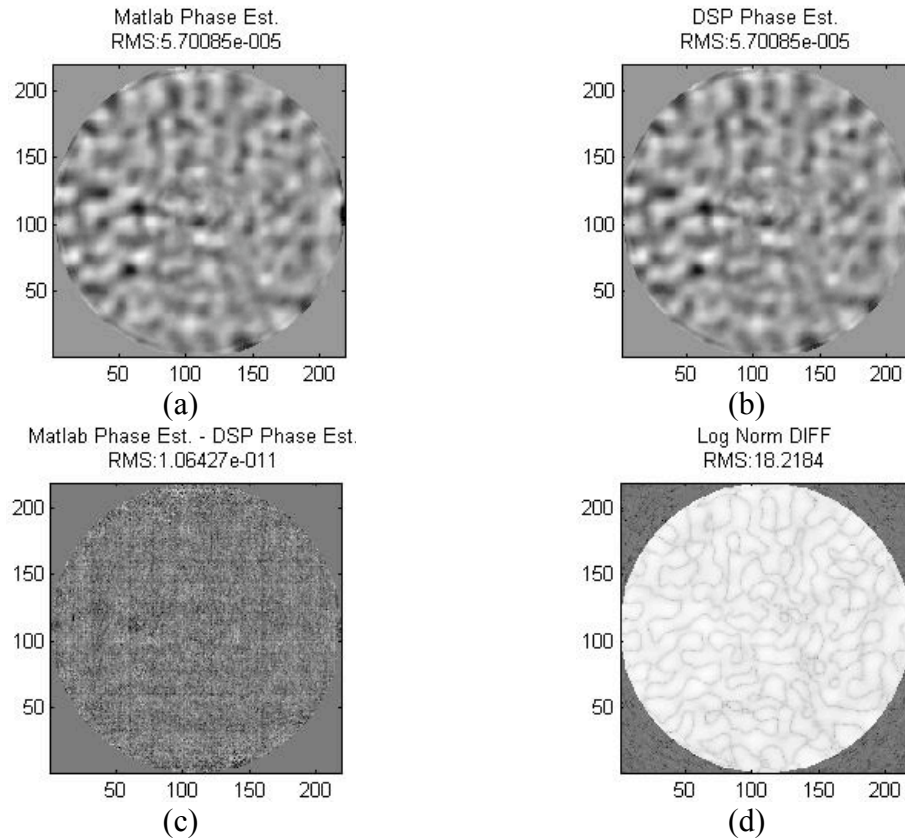 Matlab Phase Est.
RMS:5.70085e-005
200
150
100
50
50 100 150 200
(a)
DSP Phase Est.
RMS:5.70085e-005
200
150
100
50
50 100 150 200
(b)
Matlab Phase Est. - DSP Phase Est.
RMS:1.06427e-011
200
150
100
50
50 100 150 200
(c)
Log Norm DIFF
RMS:18.2184
200
150
100
50
50 100 150 200
(d)